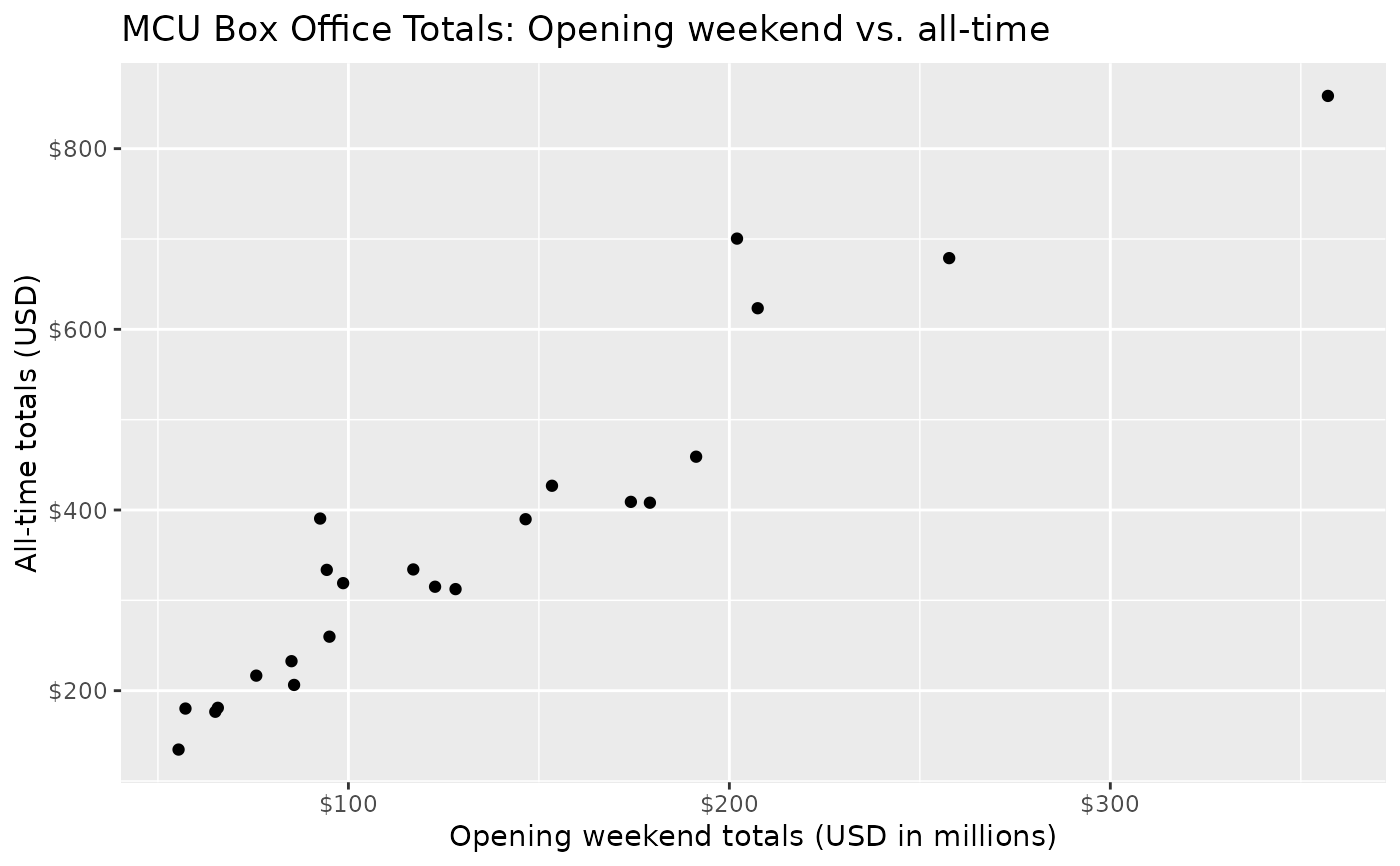 MCU Box Office Totals: Opening weekend vs. all-time
All-time totals (USD)
$800
$600
$400
$200
$100
$200
$300
Opening weekend totals (USD in millions)